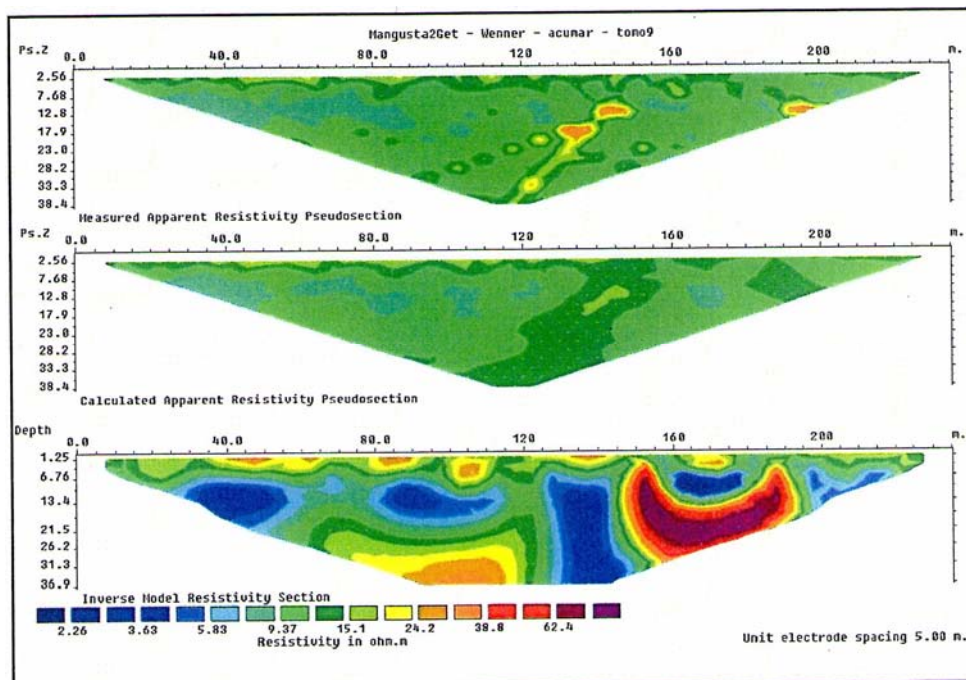 Mangusta2Get - Wenner - acumar - tomo9
Ps.Z 0.0 40.0 80.0 120 160 200 m.
2.56
7.68
12.8
17.9
23.0
28.2
33.3
38.4
Measured Apparent Resistivity Pseudosection
Ps.Z 0.0 40.0 80.0 120 160 200 m.
2.56
7.68
12.8
17.9
23.0
28.2
33.3
38.4
Calculated Apparent Resistivity Pseudosection
Depth 0.0 40.0 80.0 120 160 200 m.
1.25
6.76
13.4
21.5
26.2
31.3
36.9
Inverse Model Resistivity Section
2.26 3.63 5.83 9.37 15.1 24.2 38.8 62.4
Resistivity in ohm.m
Unit electrode spacing 5.00 m.